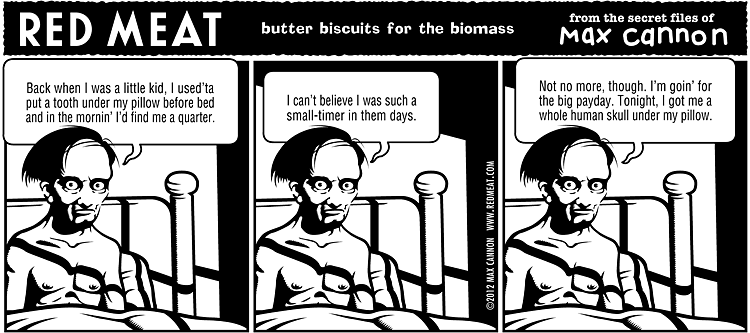 RED MEAT
butter biscuits for the biomass
from the secret files of
max cannon
Back when I was a little kid, I used'ta
put a tooth under my pillow before bed
and in the mornin' I'd find me a quarter.
I can't believe I was such a
small-timer in them days.
©2012 MAX CANNON WWW.REDMEAT.COM
Not no more, though. I'm goin' for
the big payday. Tonight, I got me a
whole human skull under my pillow.